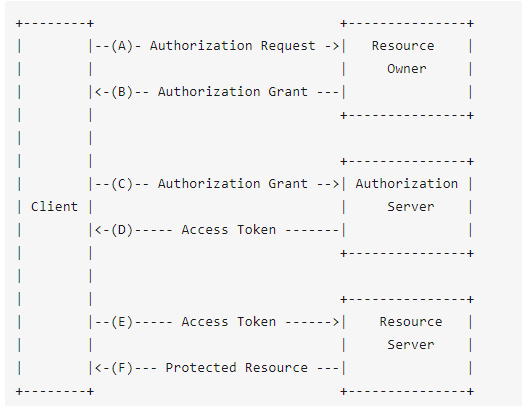 +--------+                               +---------------+
|        |--(A)- Authorization Request ->|   Resource    |
|        |                               |     Owner     |
|        |<-(B)-- Authorization Grant ---|               |
|        |                               +---------------+
|        |
|        |                               +---------------+
|        |--(C)-- Authorization Grant -->| Authorization |
| Client |                               |     Server    |
|        |<-(D)----- Access Token -------|               |
|        |                               +---------------+
|        |
|        |                               +---------------+
|        |--(E)----- Access Token ------>|    Resource   |
|        |                               |     Server    |
|        |<-(F)--- Protected Resource ---|               |
+--------+                               +---------------+